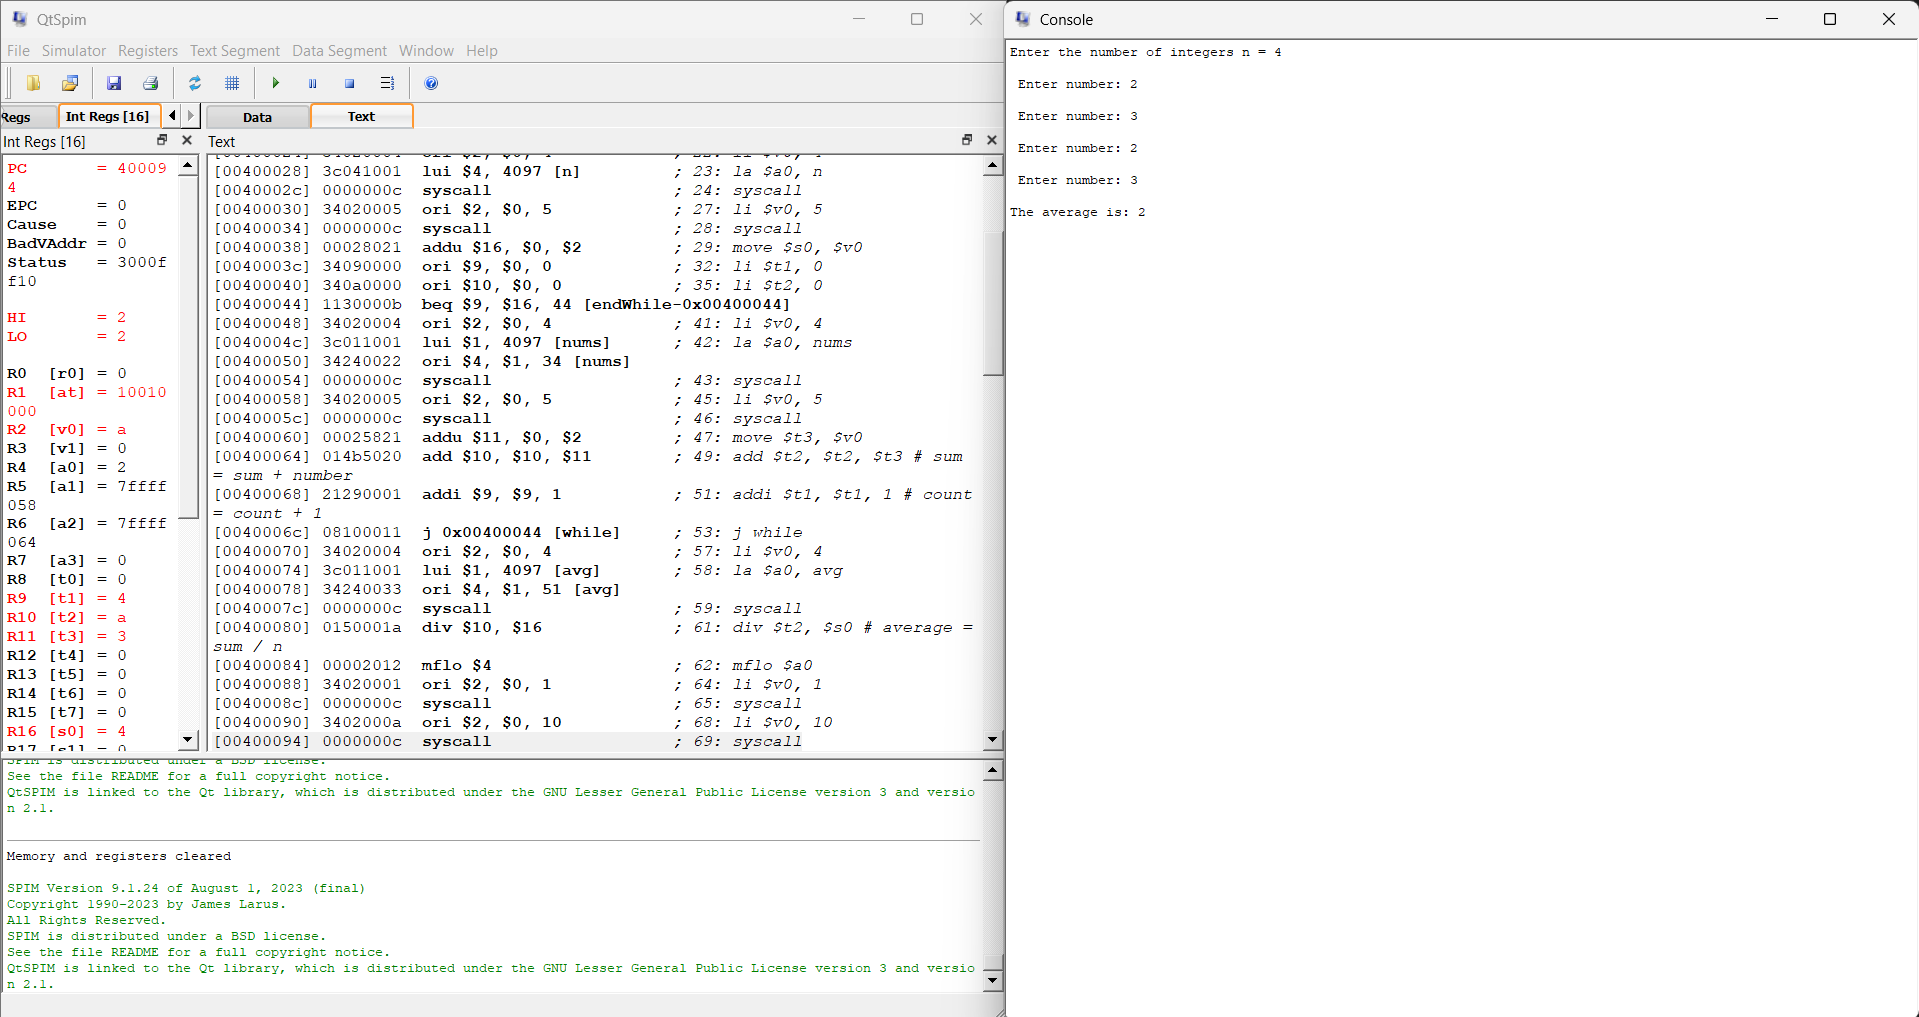 QtSpim
File Simulator Registers Text Segment Data Segment Window Help
Regs Int Regs [16]
Data Text
Int Regs [16]
Text
PC = 40009
4
EPC = 0
Cause = 0
BadVAddr = 0
Status = 3000f
f10
HI = 2
LO = 2
R0 [r0] = 0
R1 [at] = 10010
000
R2 [v0] = a
R3 [v1] = 0
R4 [a0] = 2
R5 [a1] = 7ffff
058
R6 [a2] = 7ffff
064
R7 [a3] = 0
R8 [t0] = 0
R9 [t1] = 4
R10 [t2] = a
R11 [t3] = 3
R12 [t4] = 0
R13 [t5] = 0
R14 [t6] = 0
R15 [t7] = 0
R16 [s0] = 4
R17 [s1] = 0
[00400024] 34020004 ori $2, $0, 4 ; 22: li $v0, 4
[00400028] 3c041001 lui $4, 4097 [n] ; 23: la $a0, n
[0040002c] 0000000c syscall ; 24: syscall
[00400030] 34020005 ori $2, $0, 5 ; 27: li $v0, 5
[00400034] 0000000c syscall ; 28: syscall
[00400038] 00028021 addu $16, $0, $2 ; 29: move $s0, $v0
[0040003c] 34090000 ori $9, $0, 0 ; 32: li $t1, 0
[00400040] 340a0000 ori $10, $0, 0 ; 35: li $t2, 0
[00400044] 1130000b beq $9, $16, 44 [endWhile-0x00400044]
[00400048] 34020004 ori $2, $0, 4 ; 41: li $v0, 4
[0040004c] 3c011001 lui $1, 4097 [nums] ; 42: la $a0, nums
[00400050] 34240022 ori $4, $1, 34 [nums]
[00400054] 0000000c syscall ; 43: syscall
[00400058] 34020005 ori $2, $0, 5 ; 45: li $v0, 5
[0040005c] 0000000c syscall ; 46: syscall
[00400060] 00025821 addu $11, $0, $2 ; 47: move $t3, $v0
[00400064] 014b5020 add $10, $10, $11 ; 49: add $t2, $t2, $t3 # sum
= sum + number
[00400068] 21290001 addi $9, $9, 1 ; 51: addi $t1, $t1, 1 # count
= count + 1
[0040006c] 08100011 j 0x00400044 [while] ; 53: j while
[00400070] 34020004 ori $2, $0, 4 ; 57: li $v0, 4
[00400074] 3c011001 lui $1, 4097 [avg] ; 58: la $a0, avg
[00400078] 34240033 ori $4, $1, 51 [avg]
[0040007c] 0000000c syscall ; 59: syscall
[00400080] 0150001a div $10, $16 ; 61: div $t2, $s0 # average =
sum / n
[00400084] 00002012 mflo $4 ; 62: mflo $a0
[00400088] 34020001 ori $2, $0, 1 ; 64: li $v0, 1
[0040008c] 0000000c syscall ; 65: syscall
[00400090] 3402000a ori $2, $0, 10 ; 68: li $v0, 10
[00400094] 0000000c syscall ; 69: syscall
SPIM is distributed under a BSD license.
See the file README for a full copyright notice.
QtSPIM is linked to the Qt library, which is distributed under the GNU Lesser General Public License version 3 and versio
n 2.1.
Memory and registers cleared
SPIM Version 9.1.24 of August 1, 2023 (final)
Copyright 1990-2023 by James Larus.
All Rights Reserved.
SPIM is distributed under a BSD license.
See the file README for a full copyright notice.
QtSPIM is linked to the Qt library, which is distributed under the GNU Lesser General Public License version 3 and versio
n 2.1.
Console
Enter the number of integers n = 4
Enter number: 2
Enter number: 3
Enter number: 2
Enter number: 3
The average is: 2